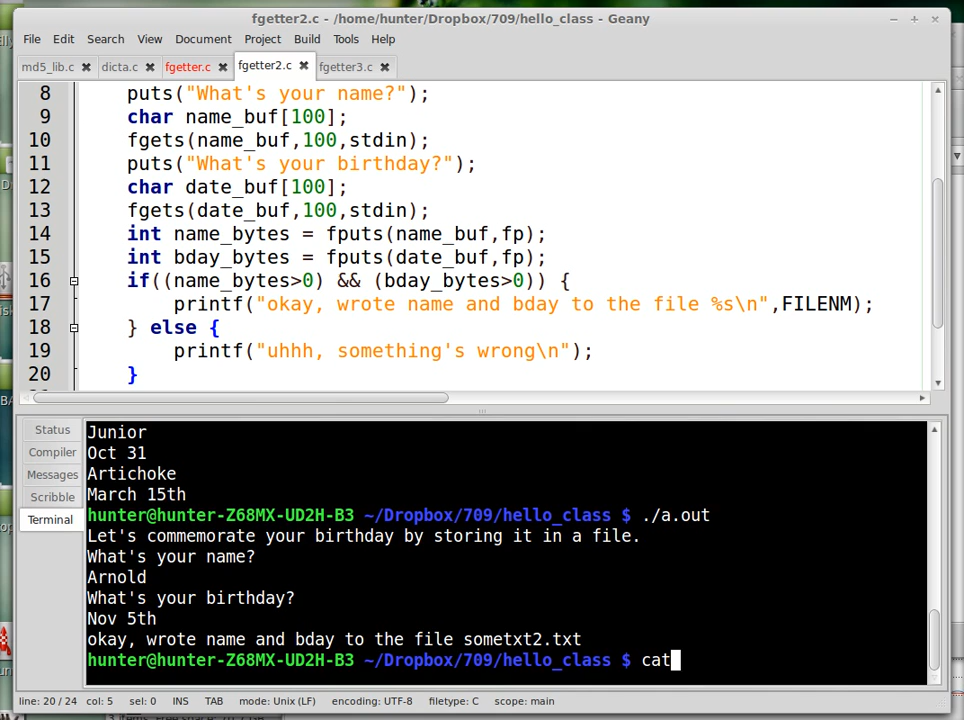 fgetter2.c - /home/hunter/Dropbox/709/hello_class - Geany
File Edit Search View Document Project Build Tools Help
md5_lib.c dicta.c fgetter.c fgetter2.c fgetter3.c
8 puts("What's your name?");
9 char name_buf[100];
10 fgets(name_buf,100,stdin);
11 puts("What's your birthday?");
12 char date_buf[100];
13 fgets(date_buf,100,stdin);
14 int name_bytes = fputs(name_buf,fp);
15 int bday_bytes = fputs(date_buf,fp);
16 if((name_bytes>0) && (bday_bytes>0)) {
17 printf("okay, wrote name and bday to the file %s\n",FILENM);
18 } else {
19 printf("uhhh, something's wrong\n");
20 }
Status
Compiler
Messages
Scribble
Terminal
Junior
Oct 31
Artichoke
March 15th
hunter@hunter-Z68MX-UD2H-B3 ~/Dropbox/709/hello_class $ ./a.out
Let's commemorate your birthday by storing it in a file.
What's your name?
Arnold
What's your birthday?
Nov 5th
okay, wrote name and bday to the file sometxt2.txt
hunter@hunter-Z68MX-UD2H-B3 ~/Dropbox/709/hello_class $ cat
line: 20 / 24 col: 5 sel: 0 INS TAB mode: Unix (LF) encoding: UTF-8 filetype: C scope: main